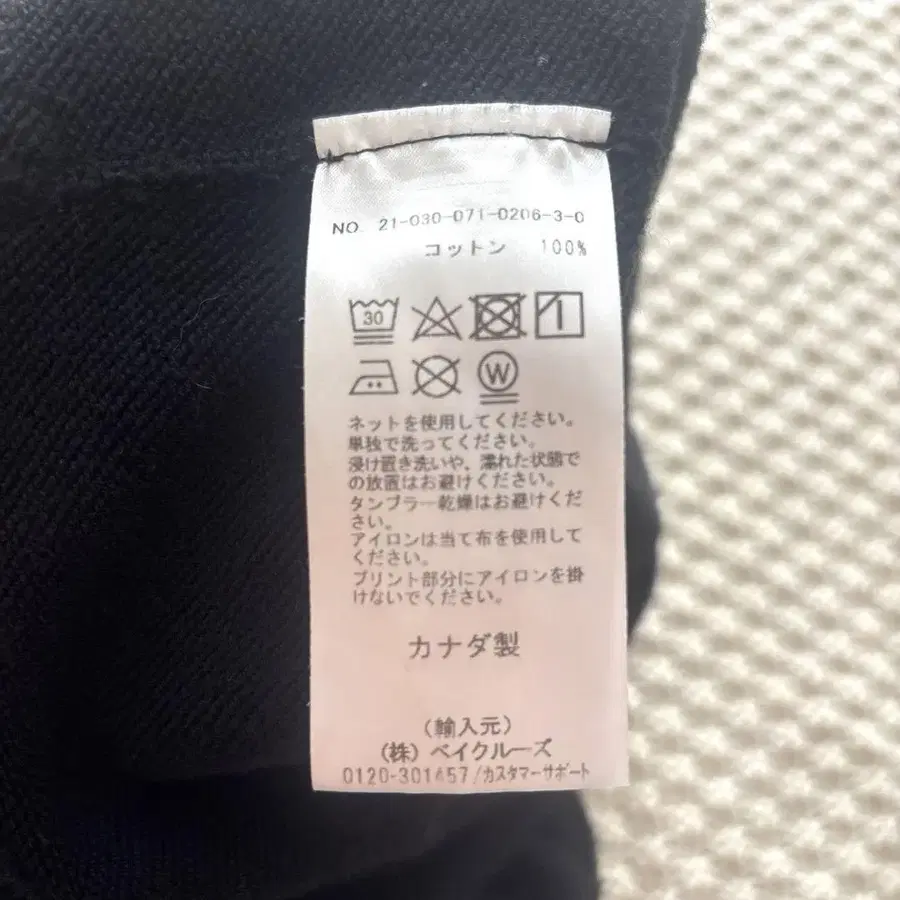 NO. 21-030-071-0206-3-0
コットン 100%
30
W
ネットを使用してください。
単独で洗ってください。
浸け置き洗いや、濡れた状態で
の放置はお避けください。
タンブラー乾燥はお避けくだ
さい。
アイロンは当て布を使用して
ください。
プリント部分にアイロンを掛
けないでください。
カナダ製
(輸入元)
(株)ベイクルーズ
0120-301457/カスタマーサポート